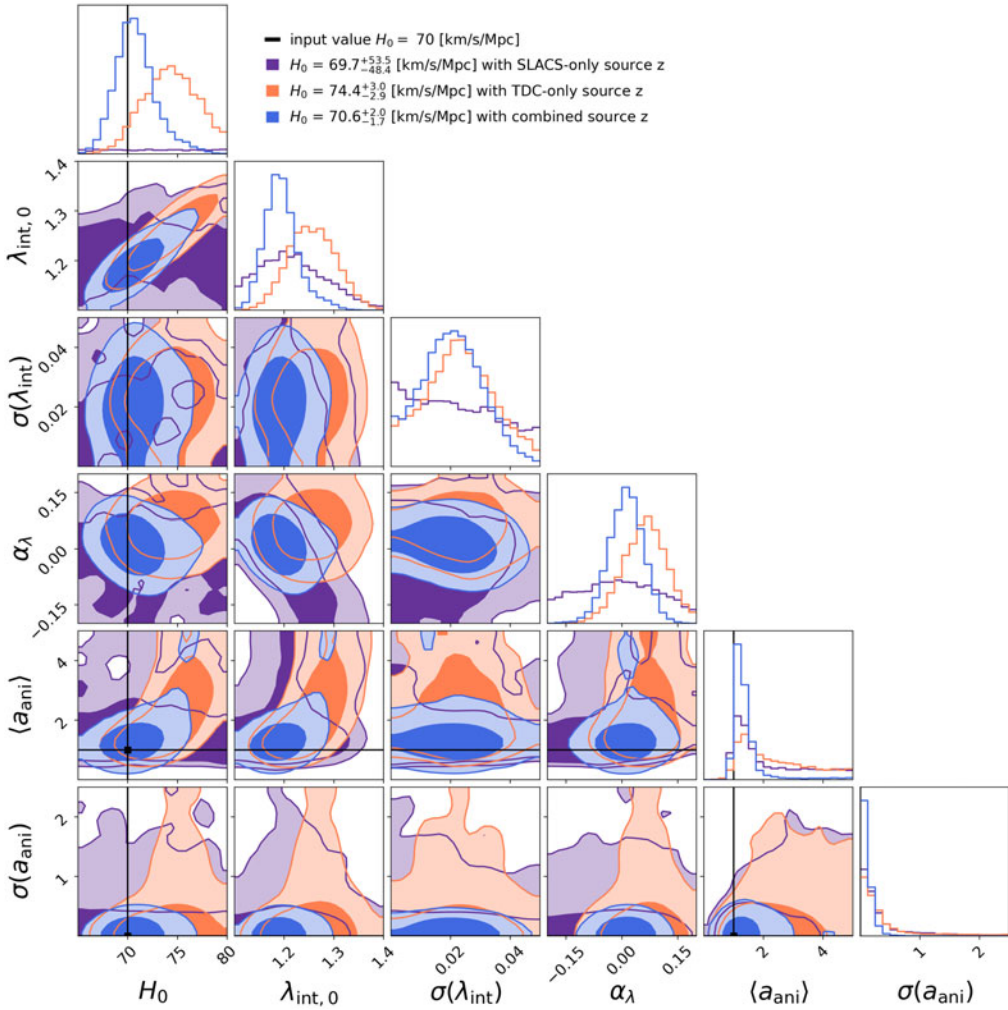 input value H₀ = 70 [km/s/Mpc]
H₀ = 69.7⁺⁵³·⁵₋₄₈.₄ [km/s/Mpc] with SLACS-only source z
H₀ = 74.4⁺³·⁰₋₂.₉ [km/s/Mpc] with TDC-only source z
H₀ = 70.6⁺²·⁰₋₁.₇ [km/s/Mpc] with combined source z
λint, 0
1.4
1.3
1.2
σ(λint)
0.04
0.02
αλ
0.15
0.00
−0.15
⟨aani⟩
4
2
σ(aani)
2
1
70 75 80
1.2 1.3 1.4
0.02 0.04
−0.15 0.00 0.15
2 4
1 2
H₀ λint, 0 σ(λint) αλ ⟨aani⟩ σ(aani)